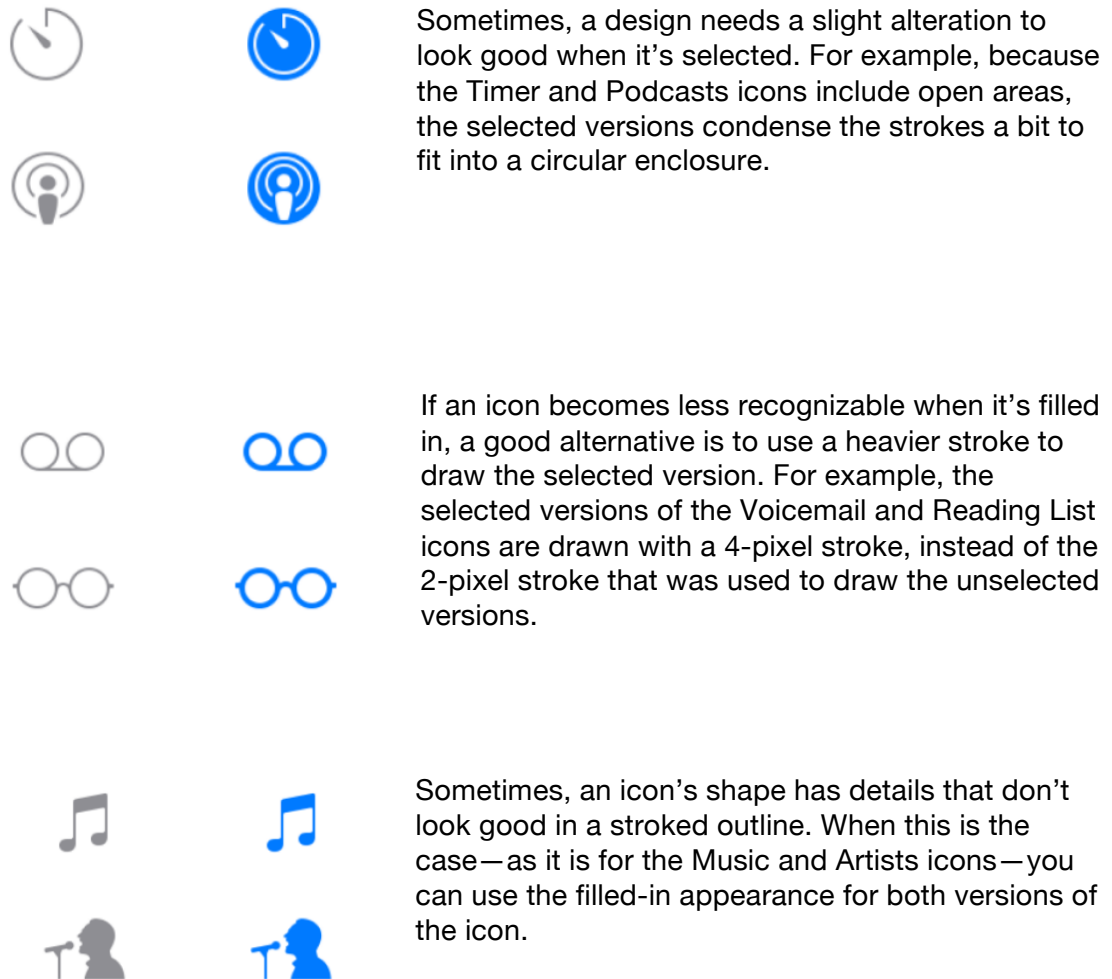 Sometimes, a design needs a slight alteration to
look good when it’s selected. For example, because
the Timer and Podcasts icons include open areas,
the selected versions condense the strokes a bit to
fit into a circular enclosure.
If an icon becomes less recognizable when it’s filled
in, a good alternative is to use a heavier stroke to
draw the selected version. For example, the
selected versions of the Voicemail and Reading List
icons are drawn with a 4-pixel stroke, instead of the
2-pixel stroke that was used to draw the unselected
versions.
Sometimes, an icon’s shape has details that don’t
look good in a stroked outline. When this is the
case—as it is for the Music and Artists icons—you
can use the filled-in appearance for both versions of
the icon.